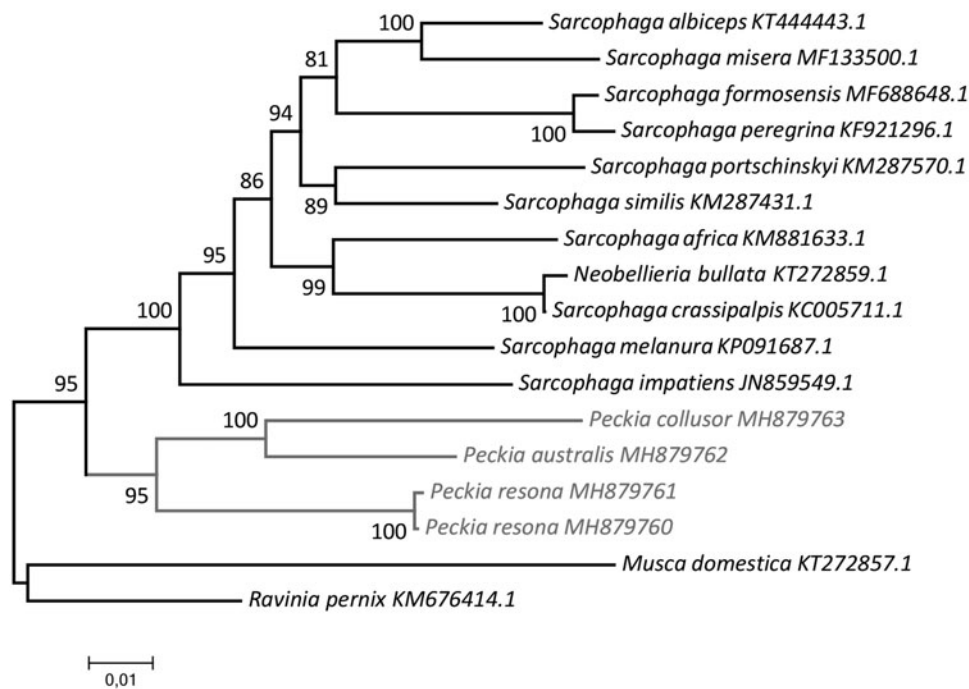 100
Sarcophaga albiceps KT444443.1
81
Sarcophaga misera MF133500.1
94
Sarcophaga formosensis MF688648.1
100
Sarcophaga peregrina KF921296.1
86
Sarcophaga portschinskyi KM287570.1
89
Sarcophaga similis KM287431.1
95
Sarcophaga africa KM881633.1
99
Neobellieria bullata KT272859.1
100
Sarcophaga crassipalpis KC005711.1
100
Sarcophaga melanura KP091687.1
95
Sarcophaga impatiens JN859549.1
100
Peckia collusor MH879763
Peckia australis MH879762
95
Peckia resona MH879761
100
Peckia resona MH879760
Musca domestica KT272857.1
Ravinia pernix KM676414.1
0,01